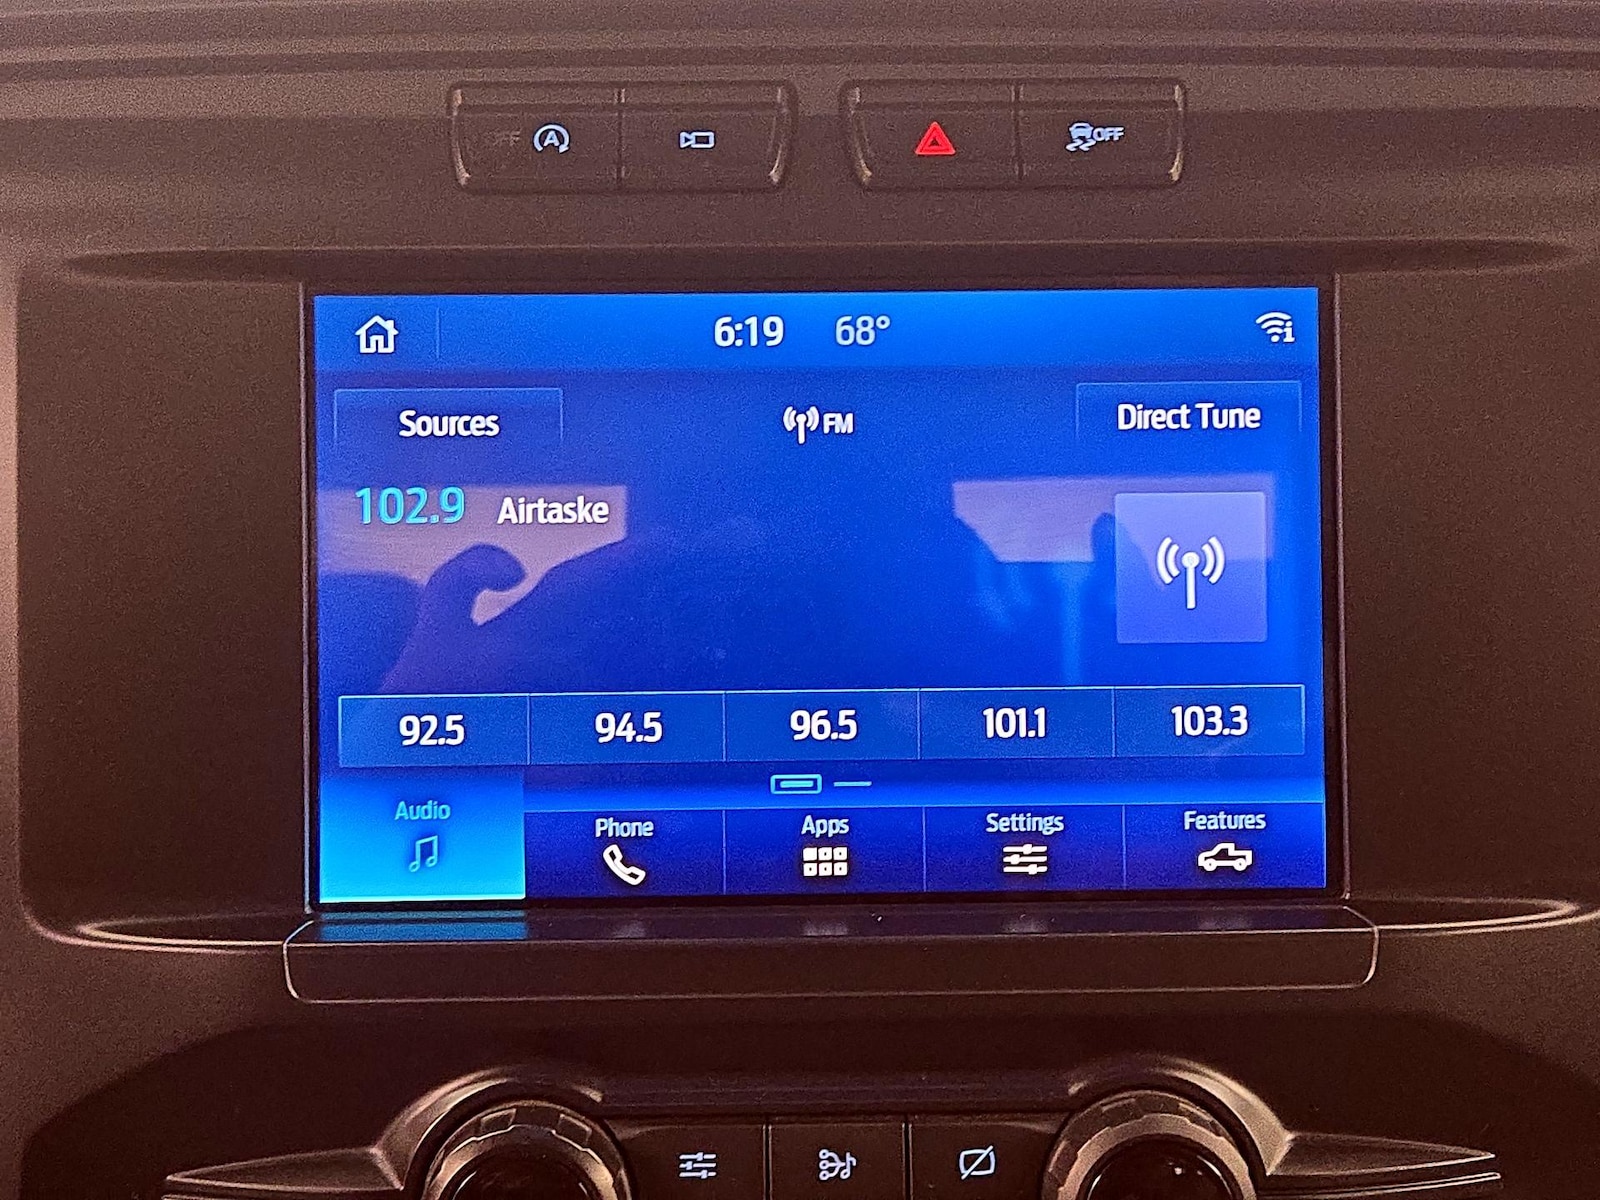 OFF A
OFF
6:19 68°
Sources
FM
Direct Tune
102.9 Airtaske
92.5 94.5 96.5 101.1 103.3
Audio Phone Apps Settings Features